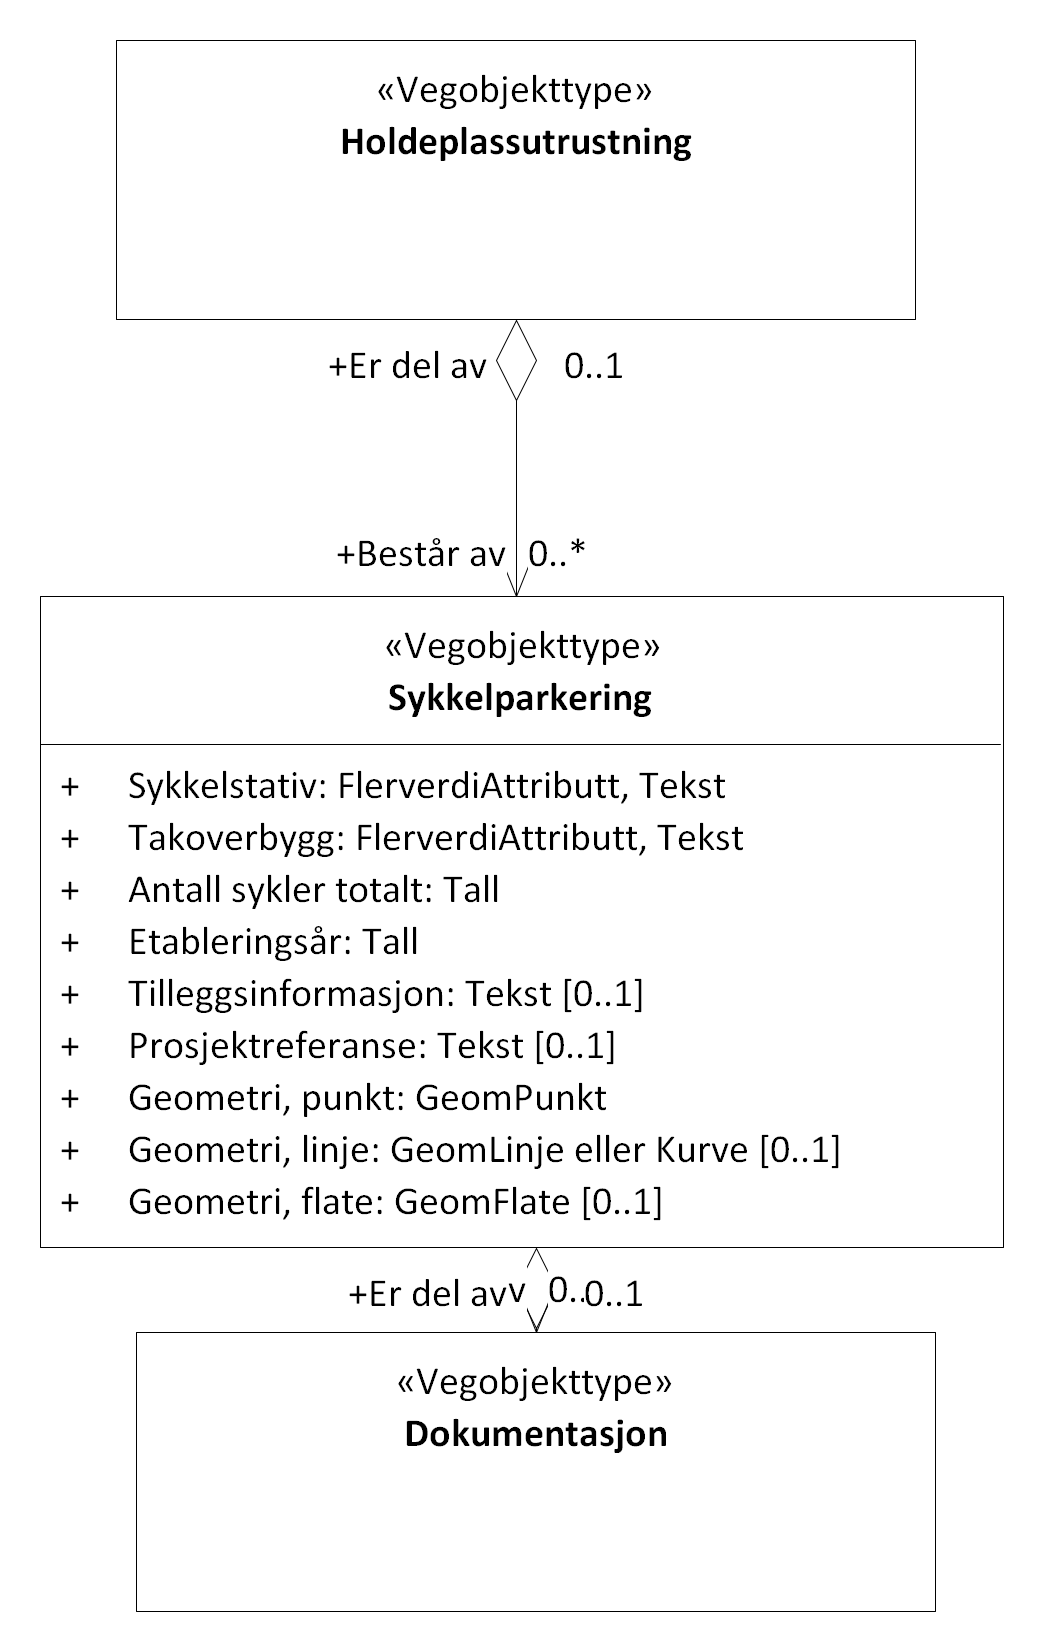 «Vegobjekttype»
Holdeplassutrustning
+Er del av 0..1
+Består av 0..*
«Vegobjekttype»
Sykkelparkering
+ Sykkelstativ: FlerverdiAttributt, Tekst
+ Takoverbygg: FlerverdiAttributt, Tekst
+ Antall sykler totalt: Tall
+ Etableringsår: Tall
+ Tilleggsinformasjon: Tekst [0..1]
+ Prosjektreferanse: Tekst [0..1]
+ Geometri, punkt: GeomPunkt
+ Geometri, linje: GeomLinje eller Kurve [0..1]
+ Geometri, flate: GeomFlate [0..1]
+Er del av 0..1
«Vegobjekttype»
Dokumentasjon